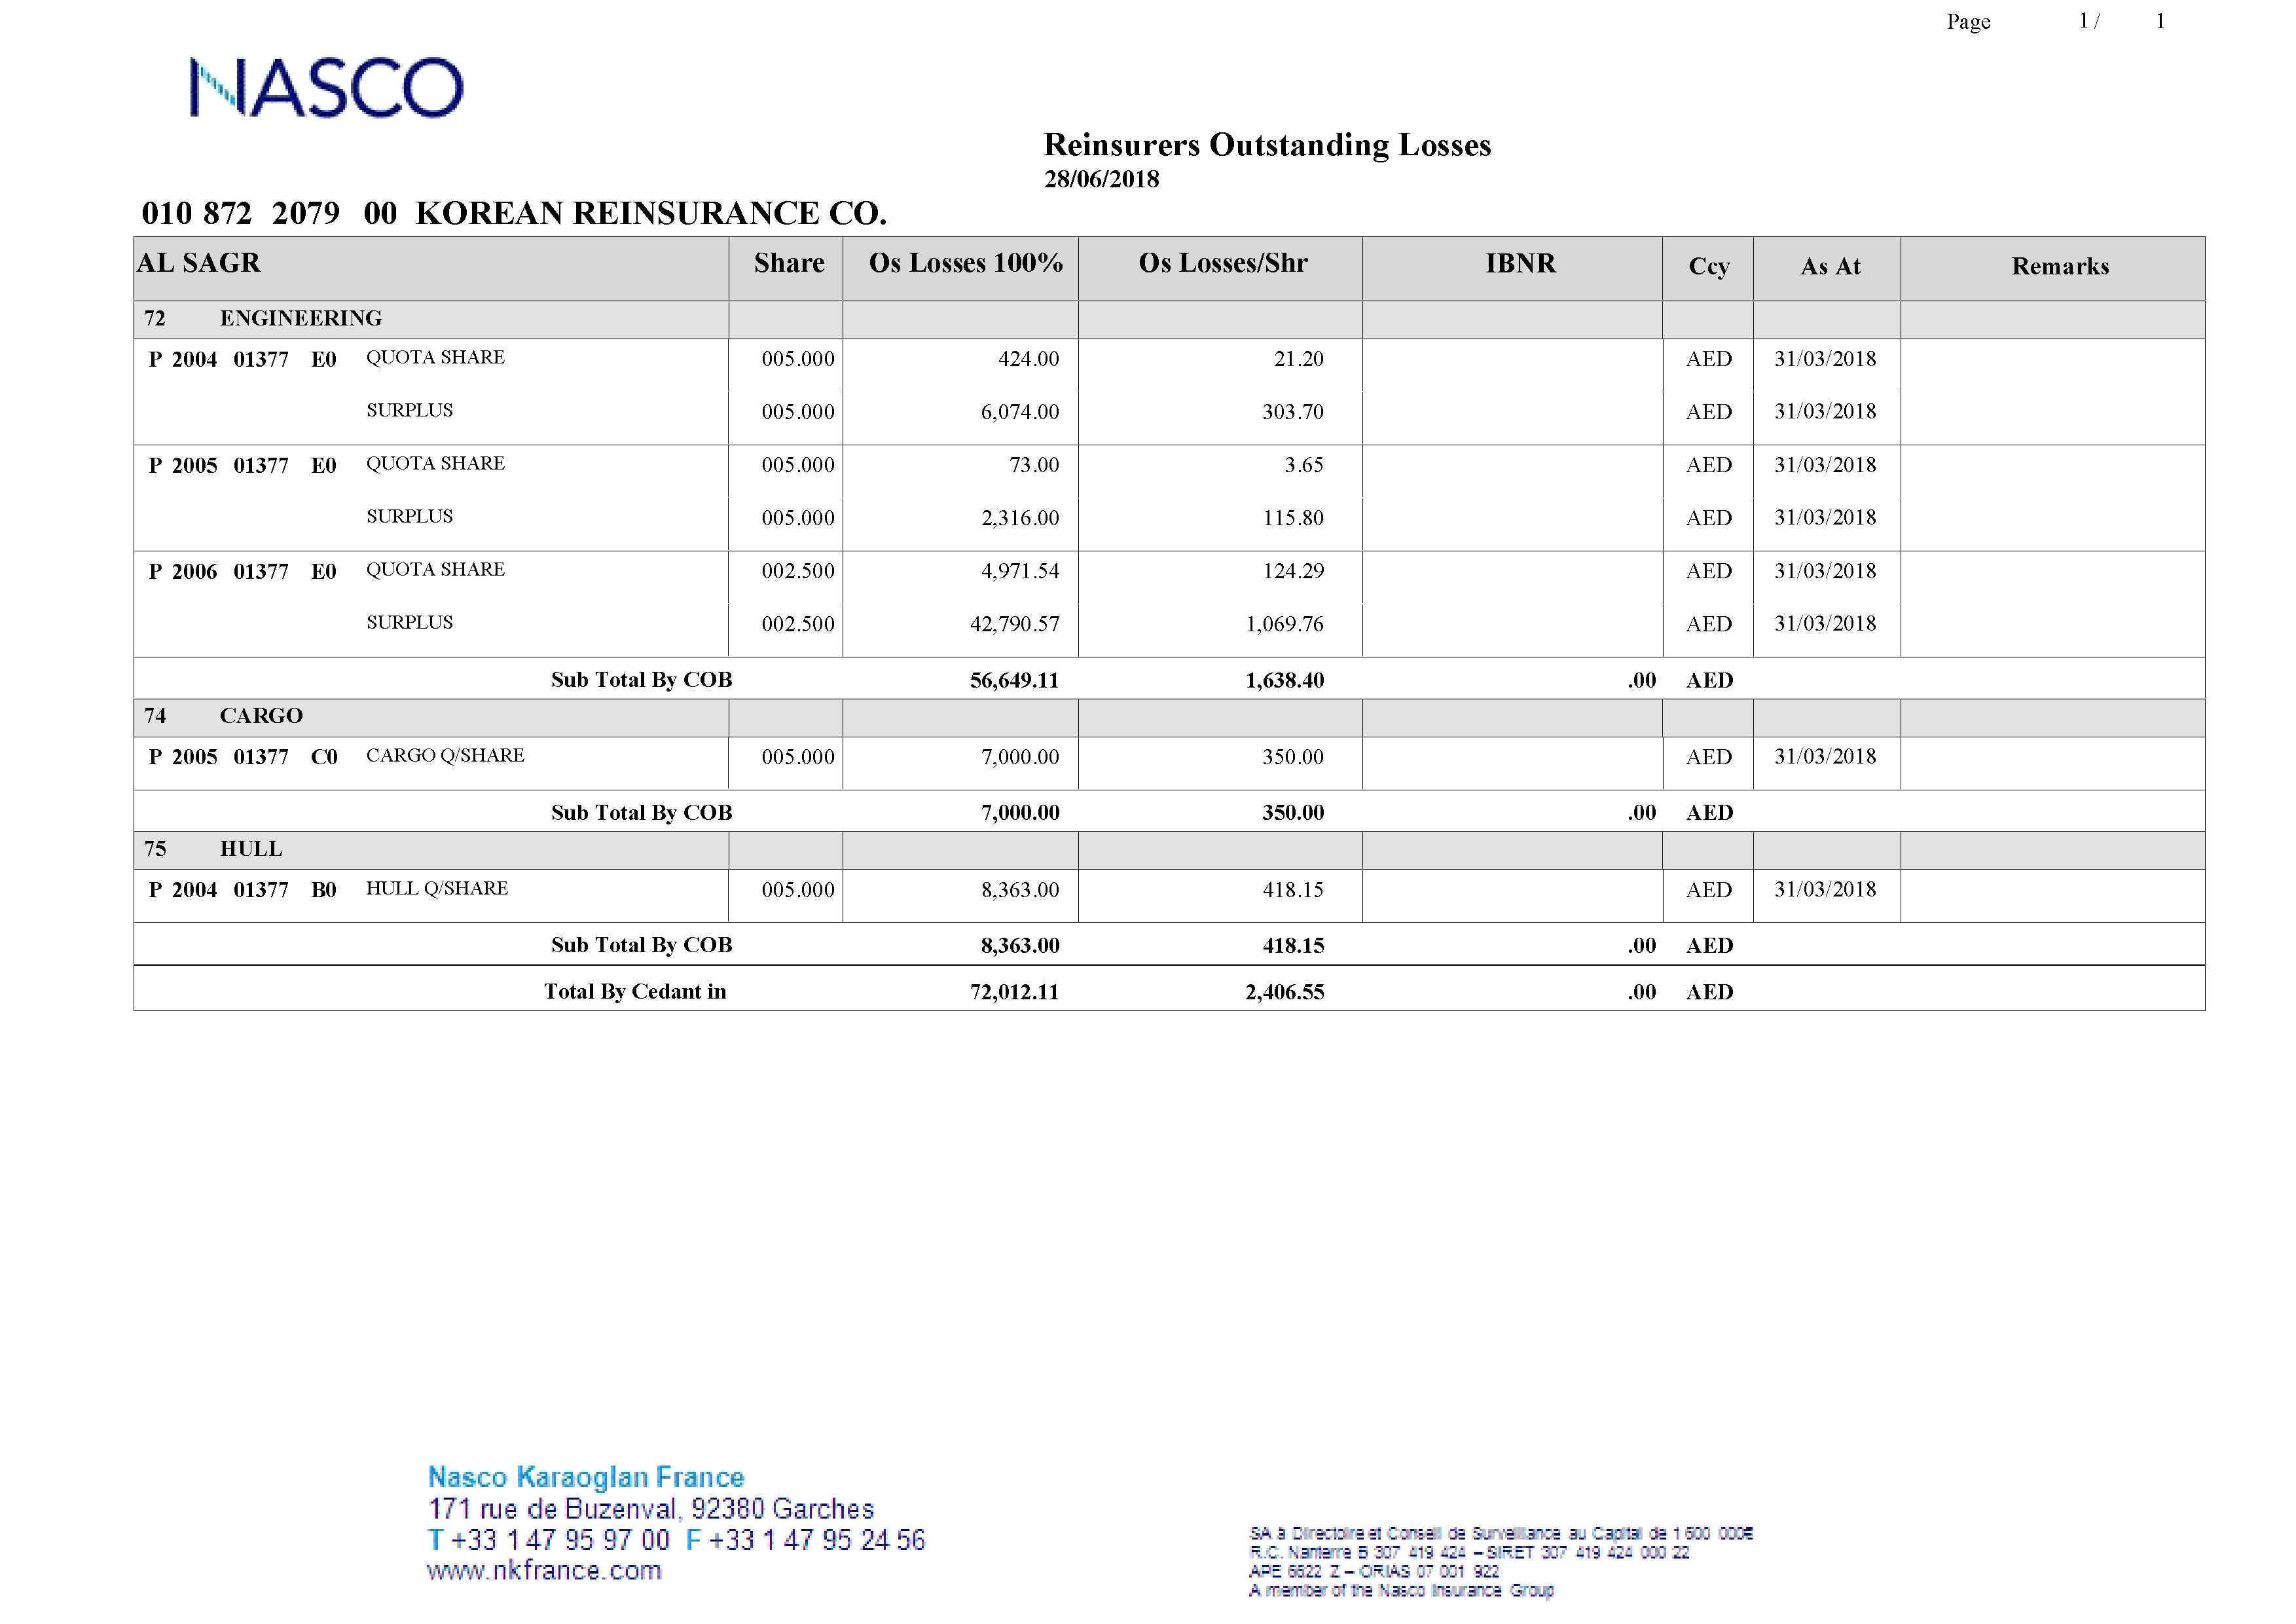 Page 1 / 1
NASCO
Reinsurers Outstanding Losses
28/06/2018
010 872 2079 00 KOREAN REINSURANCE CO.
AL SAGR Share Os Losses 100% Os Losses/Shr IBNR Ccy As At Remarks
72 ENGINEERING
P 2004 01377 E0 QUOTA SHARE 005.000 424.00 21.20 AED 31/03/2018
SURPLUS 005.000 6,074.00 303.70 AED 31/03/2018
P 2005 01377 E0 QUOTA SHARE 005.000 73.00 3.65 AED 31/03/2018
SURPLUS 005.000 2,316.00 115.80 AED 31/03/2018
P 2006 01377 E0 QUOTA SHARE 002.500 4,971.54 124.29 AED 31/03/2018
SURPLUS 002.500 42,790.57 1,069.76 AED 31/03/2018
Sub Total By COB 56,649.11 1,638.40 .00 AED
74 CARGO
P 2005 01377 C0 CARGO Q/SHARE 005.000 7,000.00 350.00 AED 31/03/2018
Sub Total By COB 7,000.00 350.00 .00 AED
75 HULL
P 2004 01377 B0 HULL Q/SHARE 005.000 8,363.00 418.15 AED 31/03/2018
Sub Total By COB 8,363.00 418.15 .00 AED
Total By Cedant in 72,012.11 2,406.55 .00 AED
Nasco Karaoglan France
171 rue de Buzenval, 92380 Garches
T +33 1 47 95 97 00 F +33 1 47 95 24 56
www.nkfrance.com
SA à Directoire et Conseil de Surveillance au Capital de 1 600 000€
R.C. Nanterre B 307 419 424 – SIRET 307 419 424 000 22
APE 6622 Z – ORIAS 07 001 922
A member of the Nasco Insurance Group